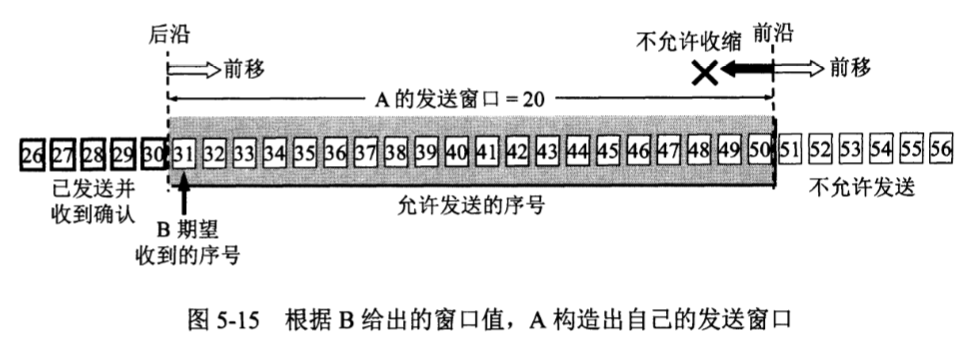 后沿
前移
不允许收缩
前沿
前移
A 的发送窗口 = 20
26 27 28 29 30 31 32 33 34 35 36 37 38 39 40 41 42 43 44 45 46 47 48 49 50 51 52 53 54 55 56
已发送并
收到确认
允许发送的序号
不允许发送
B 期望
收到的序号
图 5-15 根据 B 给出的窗口值，A 构造出自己的发送窗口